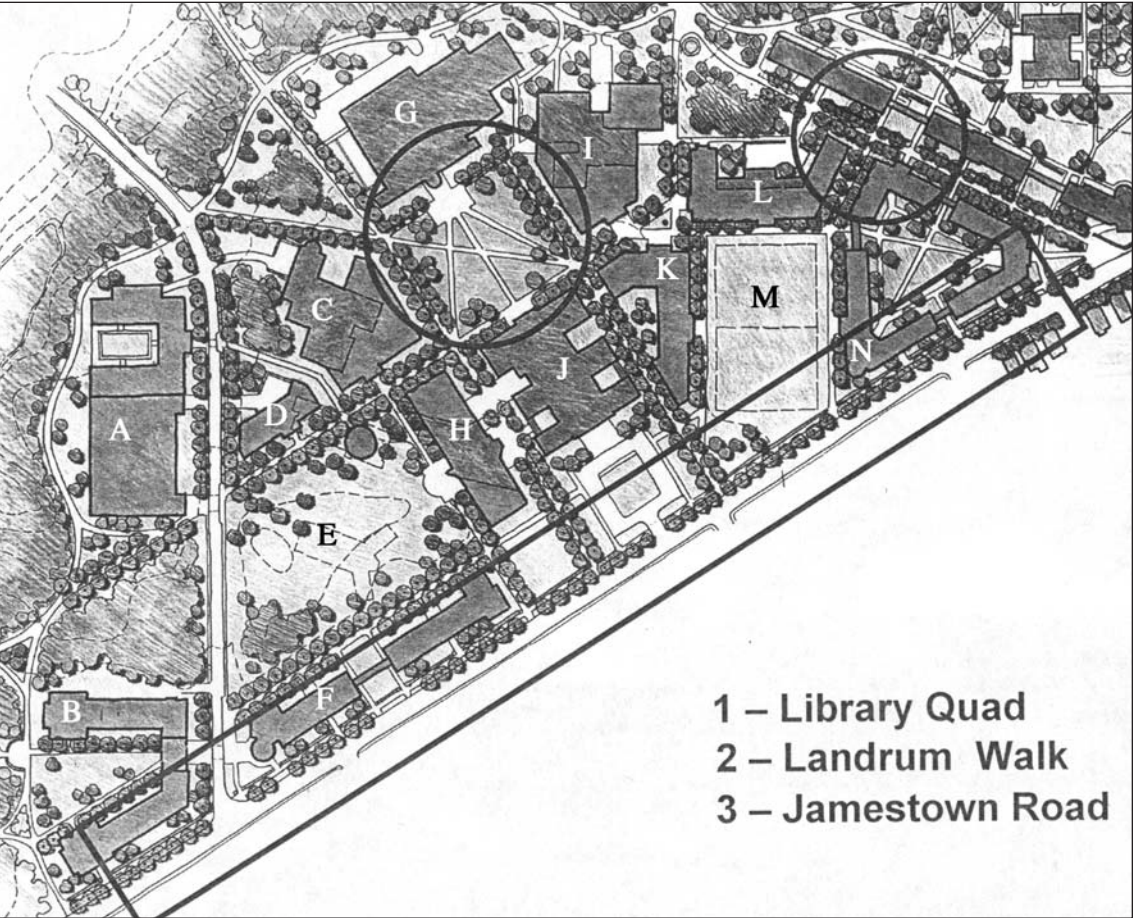 G
I
L
K
C
M
J
N
A
D
H
E
F
B
1 – Library Quad
2 – Landrum Walk
3 – Jamestown Road